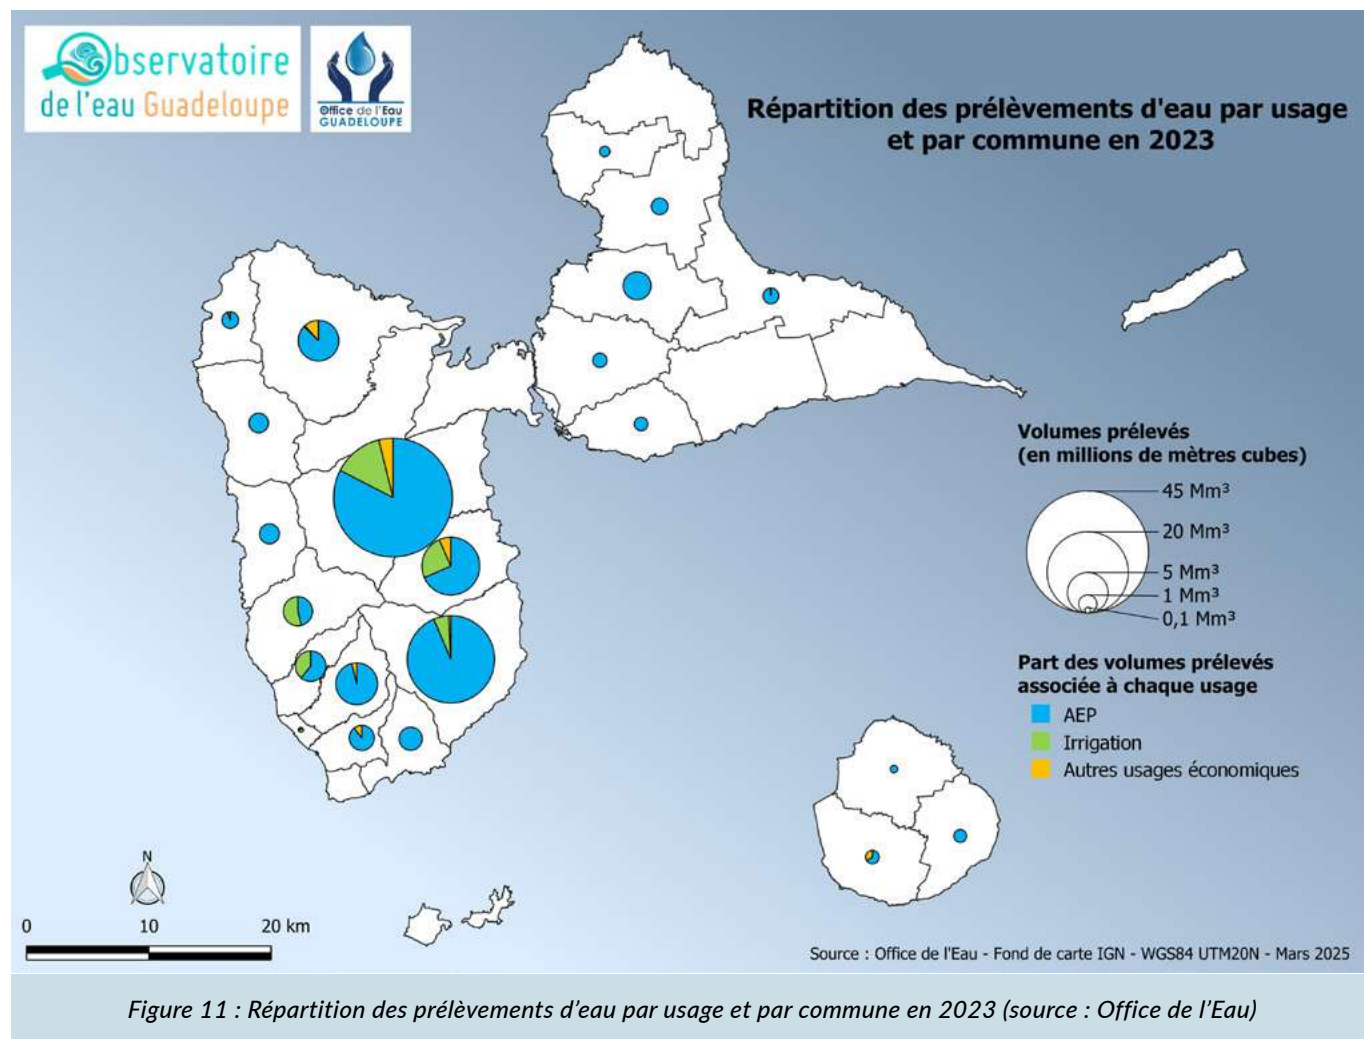 Observatoire
de l'eau Guadeloupe
Office de l'Eau
GUADELOUPE
Répartition des prélèvements d'eau par usage
et par commune en 2023
Volumes prélevés
(en millions de mètres cubes)
45 Mm³
20 Mm³
5 Mm³
1 Mm³
0,1 Mm³
Part des volumes prélevés
associée à chaque usage
AEP
Irrigation
Autres usages économiques
N
0 10 20 km
Source : Office de l'Eau - Fond de carte IGN - WGS84 UTM20N - Mars 2025
Figure 11 : Répartition des prélèvements d’eau par usage et par commune en 2023 (source : Office de l’Eau)